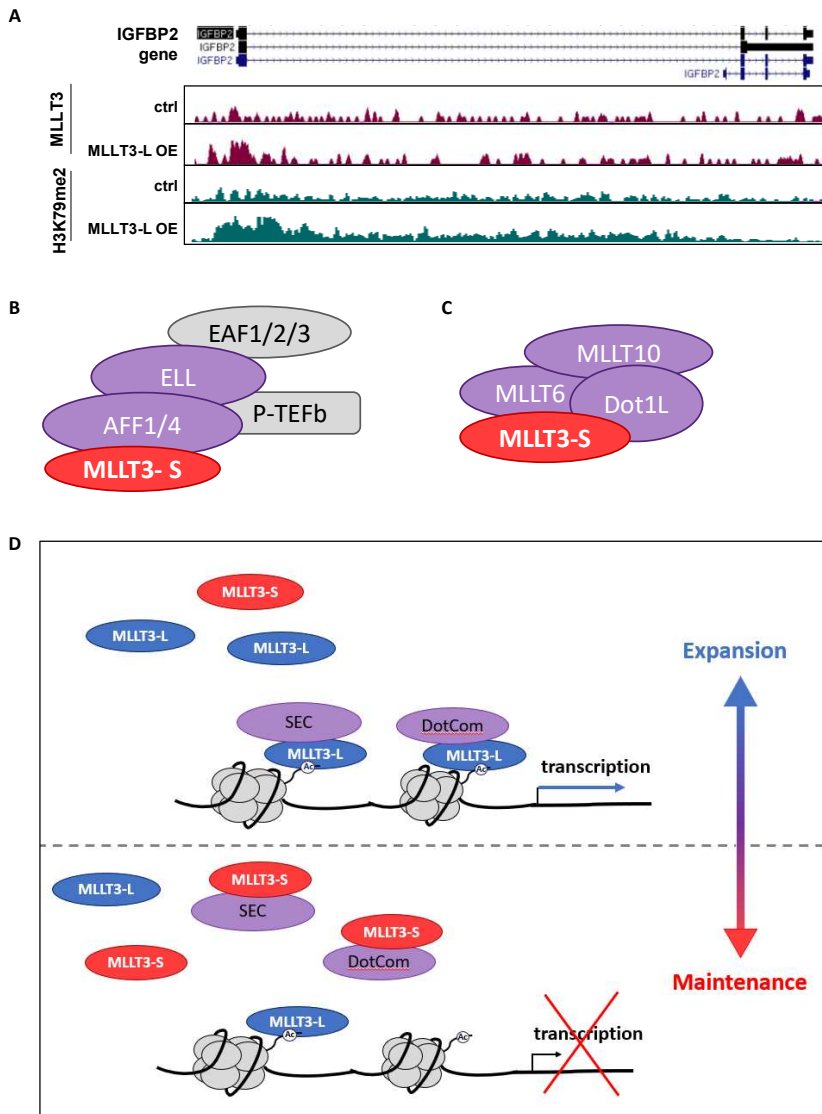 A
IGFBP2
gene
IGFBP2
IGFBP2
IGFBP2
IGFBP2
MLLT3
ctrl
MLLT3-L OE
H3K79me2
ctrl
MLLT3-L OE
B
EAF1/2/3
ELL
P-TEFb
AFF1/4
MLLT3- S
C
MLLT10
MLLT6
Dot1L
MLLT3-S
D
MLLT3-S
MLLT3-L
MLLT3-L
Expansion
SEC
DotCom
MLLT3-L
MLLT3-L
Ac
Ac
transcription
MLLT3-L
MLLT3-S
SEC
MLLT3-S
MLLT3-S
DotCom
Maintenance
MLLT3-L
Ac
Ac
transcription